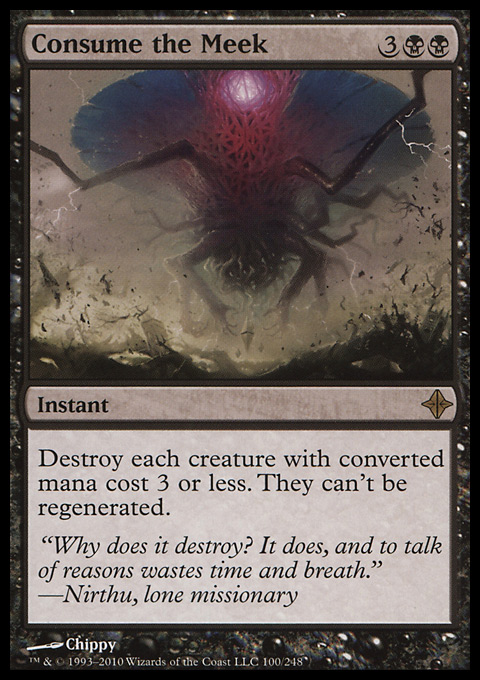 Consume the Meek 3
Instant
Destroy each creature with converted
mana cost 3 or less. They can't be
regenerated.
"Why does it destroy? It does, and to talk
of reasons wastes time and breath."
—Nirthu, lone missionary
Chippy
™ & © 1993–2010 Wizards of the Coast LLC 100/248